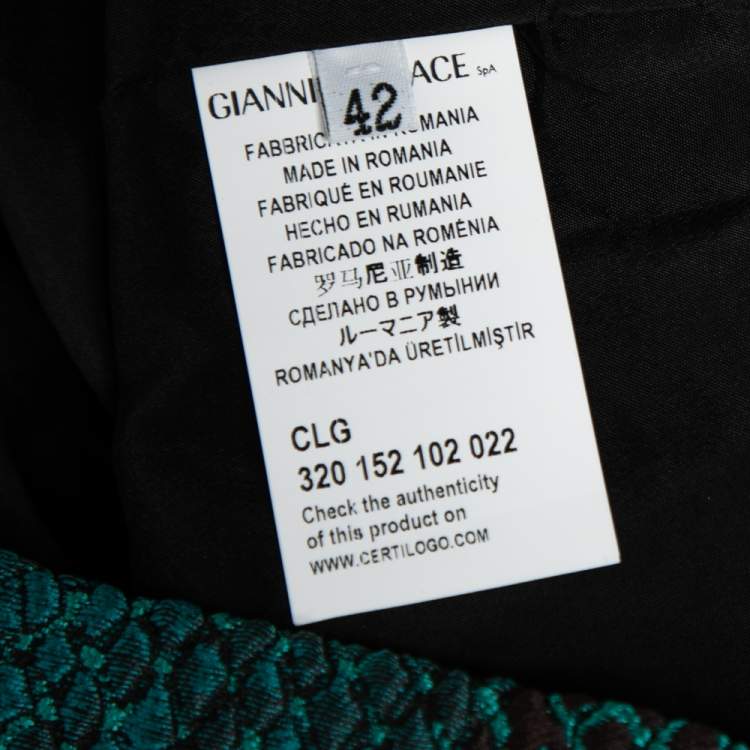 GIANNI ACE SpA
42
FABBRIC IN ROMANIA
MADE IN ROMANIA
FABRIQUÉ EN ROUMANIE
HECHO EN RUMANIA
FABRICADO NA ROMÉNIA
罗马尼亚制造
СДЕЛАНО В РУМЫНИИ
ルーマニア製
ROMANYA'DA ÜRETİLMİŞTİR
CLG
320 152 102 022
Check the authenticity
of this product on
WWW.CERTILOGO.COM